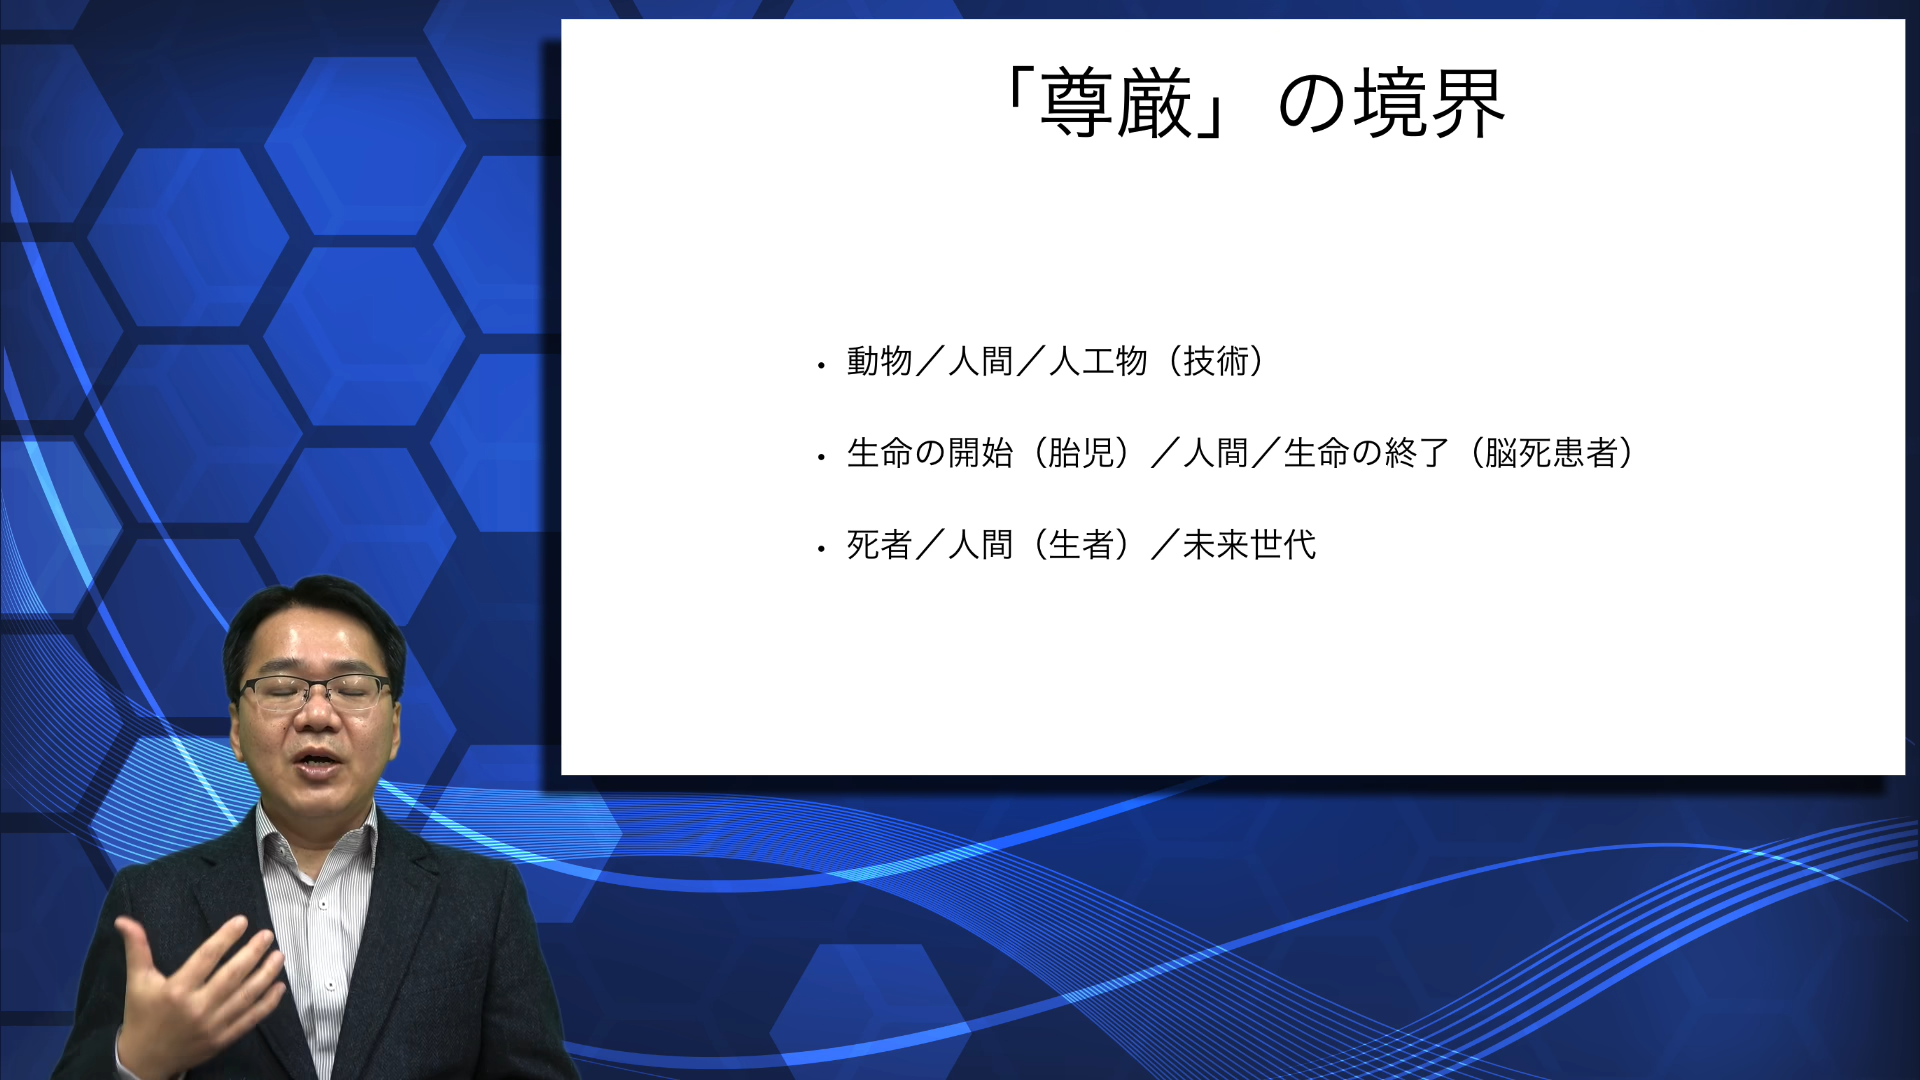 「尊厳」の境界
・動物／人間／人工物（技術）
・生命の開始（胎児）／人間／生命の終了（脳死患者）
・死者／人間（生者）／未来世代